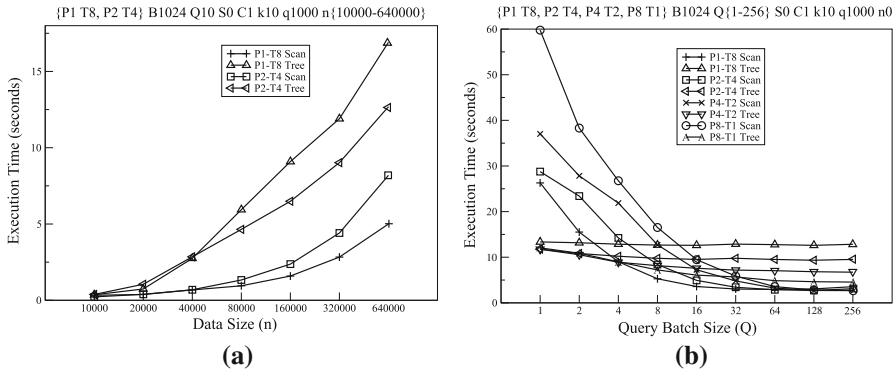 {P1 T8, P2 T4} B1024 Q10 S0 C1 k10 q1000 n{10000-640000}
Execution Time (seconds)
15
10
5
0
P1-T8 Scan
P1-T8 Tree
P2-T4 Scan
P2-T4 Tree
10000 20000 40000 80000 160000 320000 640000
Data Size (n)
(a)
{P1 T8, P2 T4, P4 T2, P8 T1} B1024 Q{1-256} S0 C1 k10 q1000 n0
Execution Time (seconds)
60
50
40
30
20
10
0
P1-T8 Scan
P1-T8 Tree
P2-T4 Scan
P2-T4 Tree
P4-T2 Scan
P4-T2 Tree
P8-T1 Scan
P8-T1 Tree
1 2 4 8 16 32 64 128 256
Query Batch Size (Q)
(b)